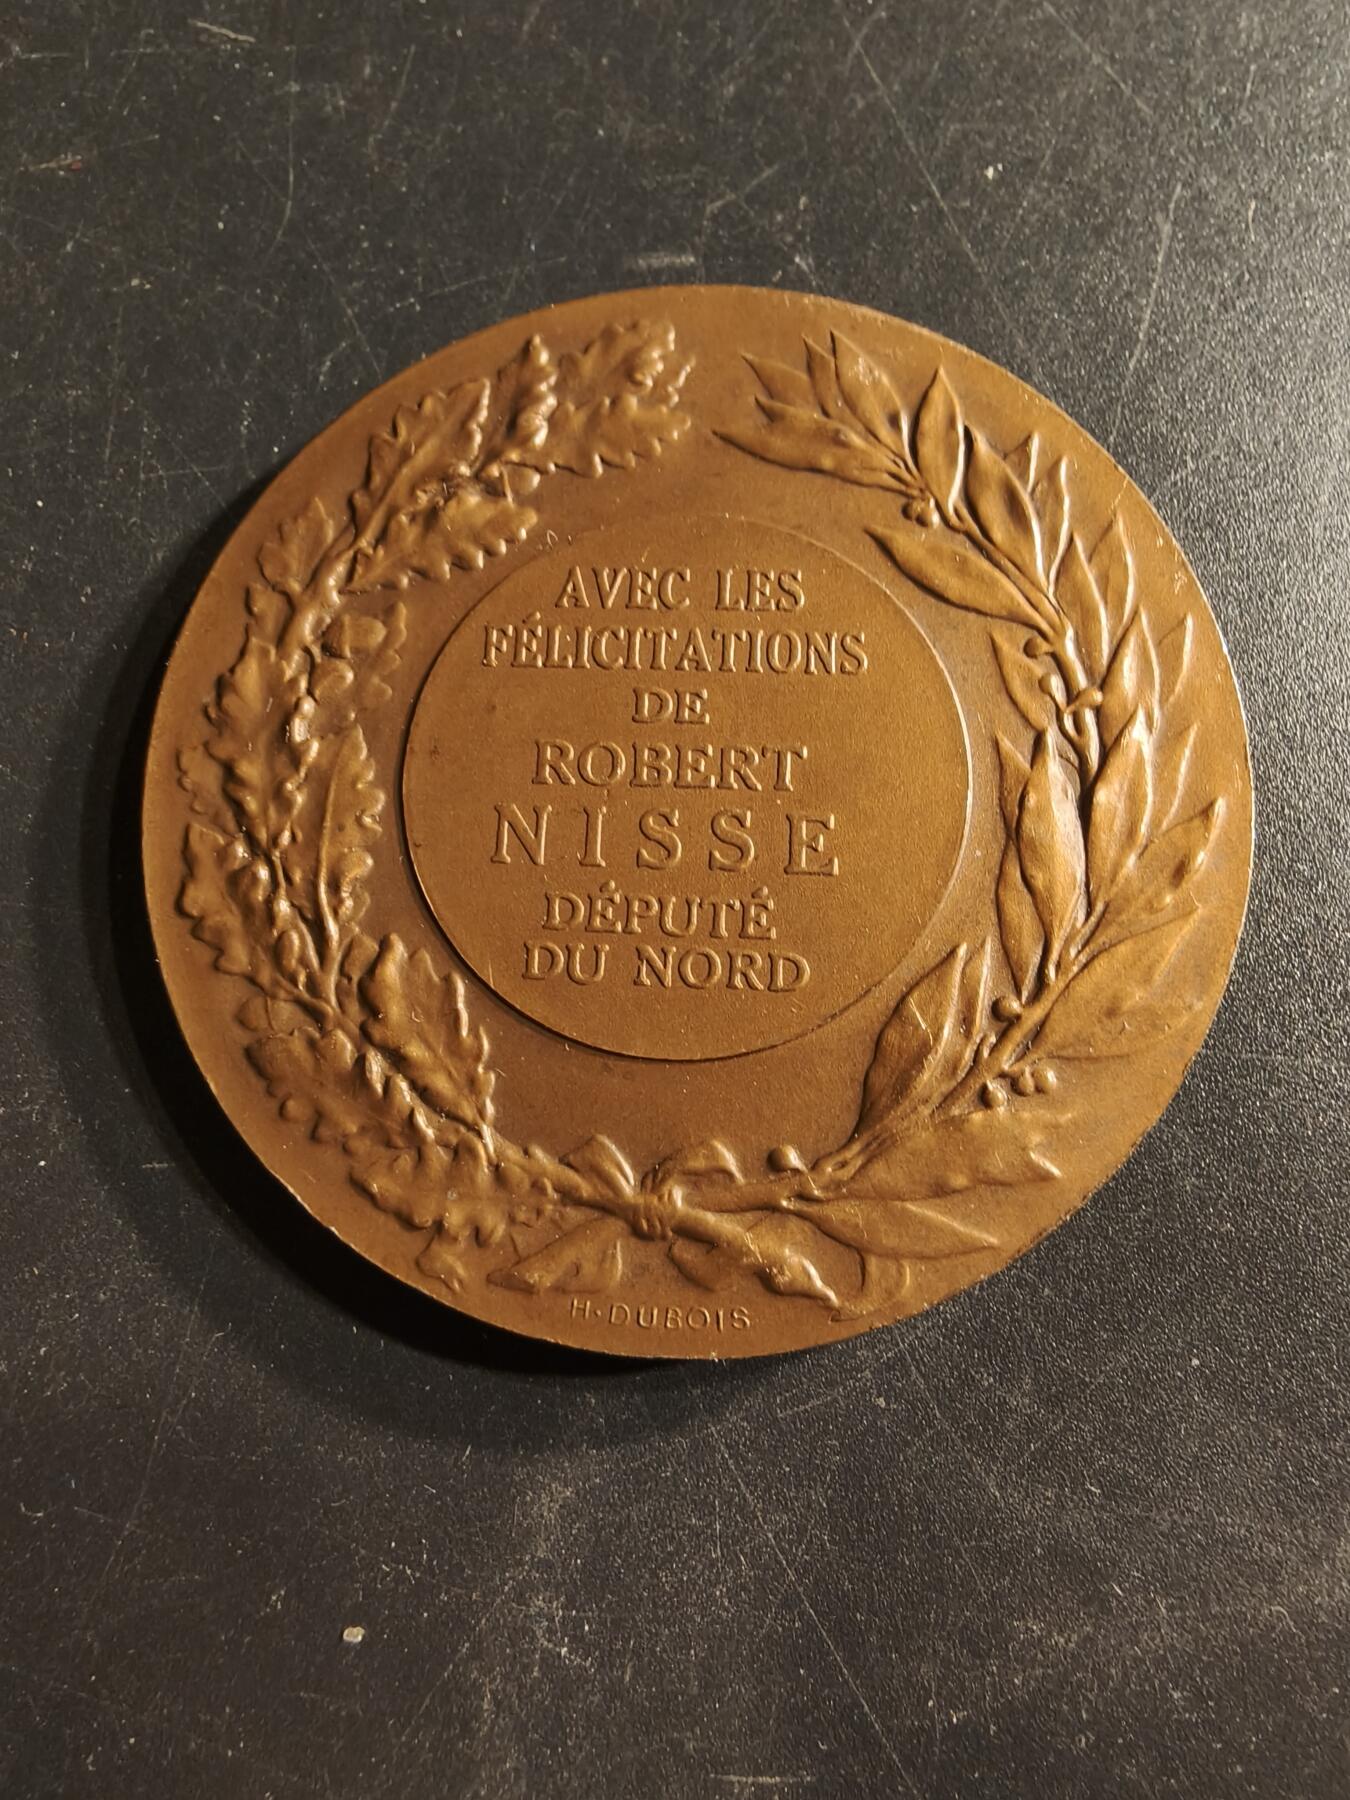 AVEC LES
FÉLICITATIONS
DE
ROBERT
NISSE
DÉPUTÉ
DU NORD
H·DUBOIS